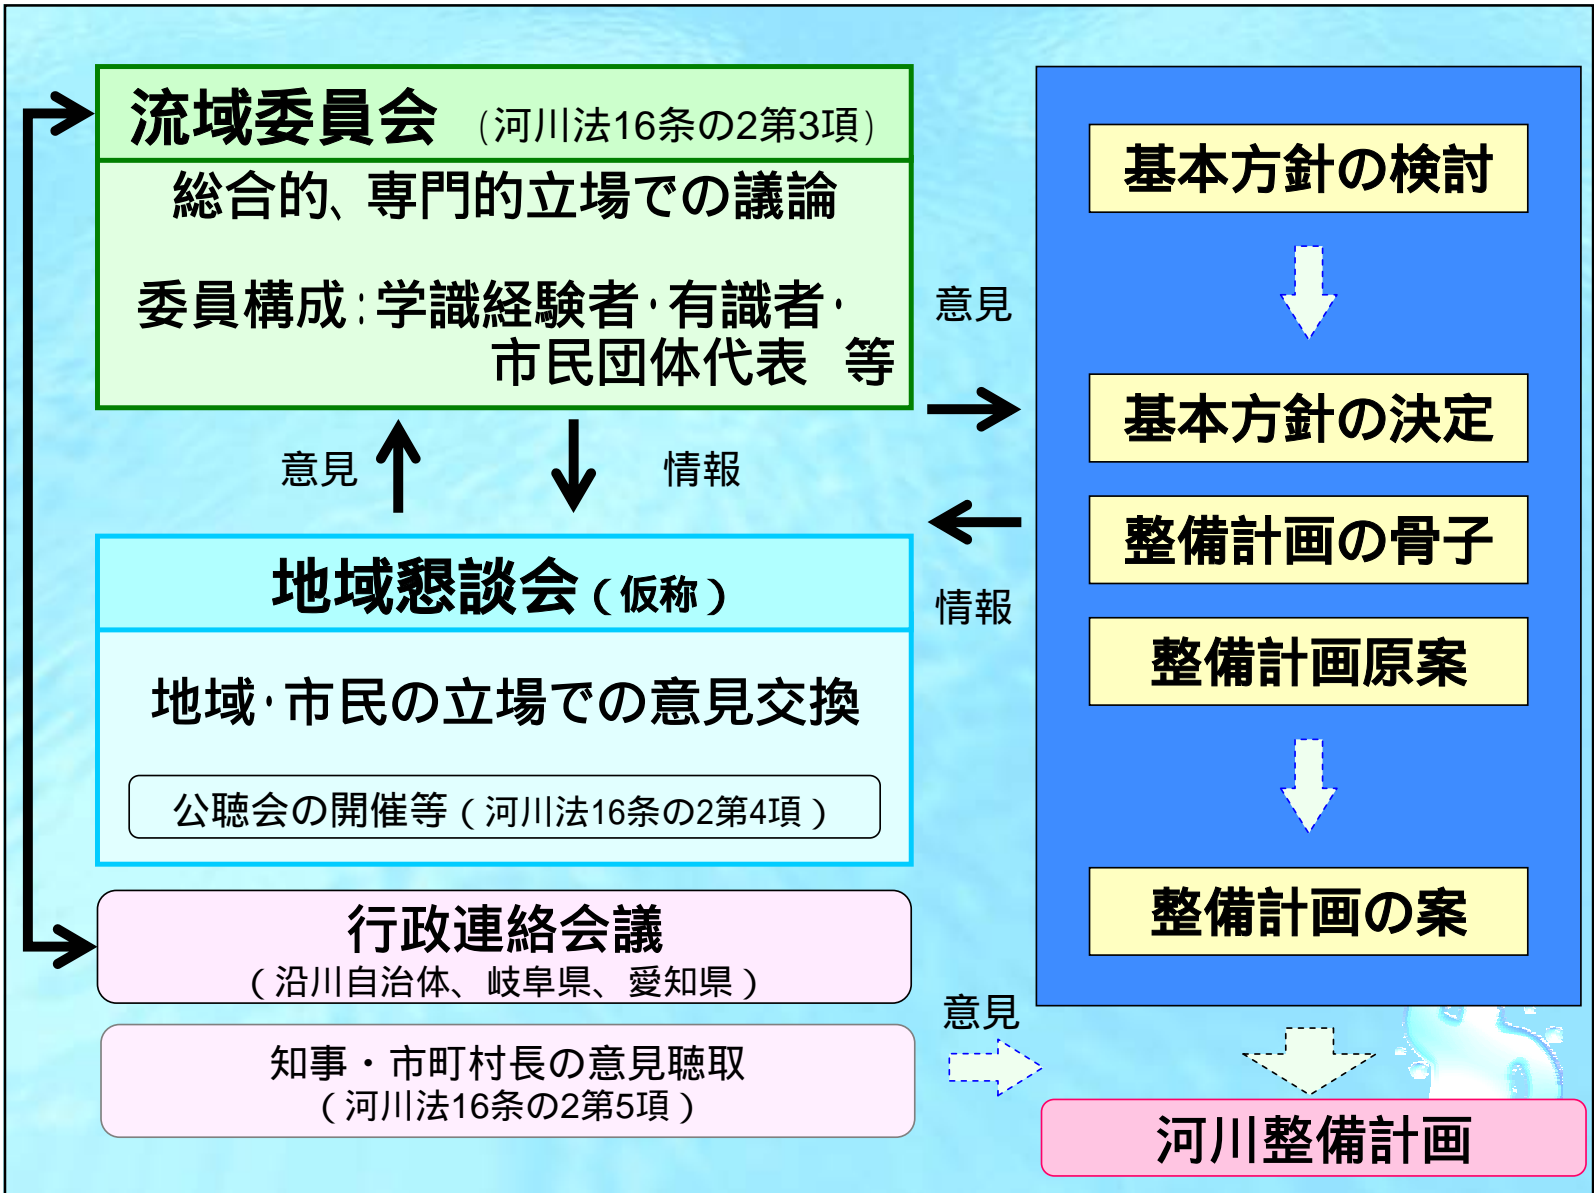 流域委員会 (河川法16条の2第3項)
総合的、専門的立場での議論
委員構成:学識経験者・有識者・
市民団体代表 等
意見
情報
地域懇談会(仮称)
地域・市民の立場での意見交換
公聴会の開催等(河川法16条の2第4項)
行政連絡会議
(沿川自治体、岐阜県、愛知県)
知事・市町村長の意見聴取
(河川法16条の2第5項)
意見
情報
意見
基本方針の検討
基本方針の決定
整備計画の骨子
整備計画原案
整備計画の案
河川整備計画